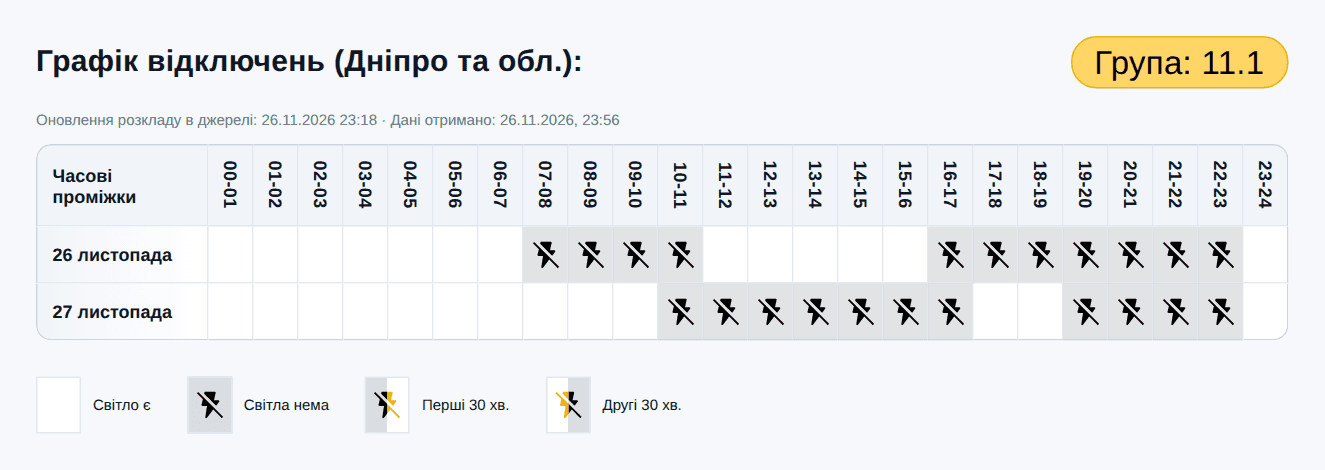 Графік відключень (Дніпро та обл.):
Група: 11.1
Оновлення розкладу в джерелі: 26.11.2026 23:18 · Дані отримано: 26.11.2026, 23:56
Часові
проміжки
00-01
01-02
02-03
03-04
04-05
05-06
06-07
07-08
08-09
09-10
10-11
11-12
12-13
13-14
14-15
15-16
16-17
17-18
18-19
19-20
20-21
21-22
22-23
23-24
26 листопада
27 листопада
Світло є
Світла нема
Перші 30 хв.
Другі 30 хв.